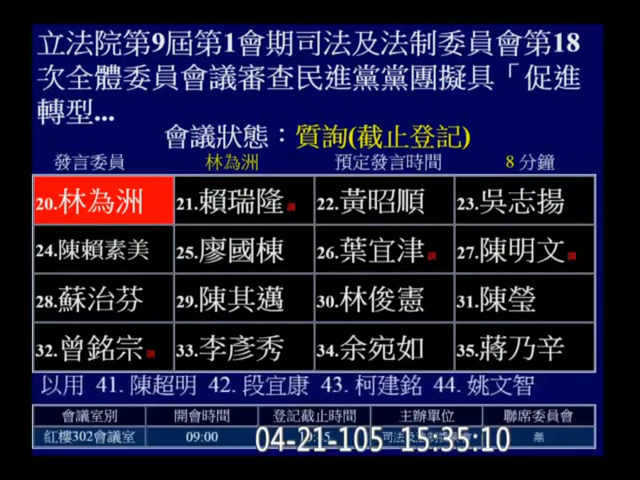 立法院第9屆第1會期司法及法制委員會第18
次全體委員會議審查民進黨黨團擬具「促進
轉型...
會議狀態：質詢(截止登記)
發言委員 林為洲 預定發言時間 8 分鐘
20.林為洲 21.賴瑞隆 22.黃昭順 23.吳志揚
24.陳賴素美 25.廖國棟 26.葉宜津 27.陳明文
28.蘇治芬 29.陳其邁 30.林俊憲 31.陳瑩
32.曾銘宗 33.李彥秀 34.余宛如 35.蔣乃辛
以用 41. 陳超明 42. 段宜康 43. 柯建銘 44. 姚文智
會議室別 開會時間 登記截止時間 主辦單位 聯席委員會
紅樓302會議室 09:00 無
04-21-105 15:35:10